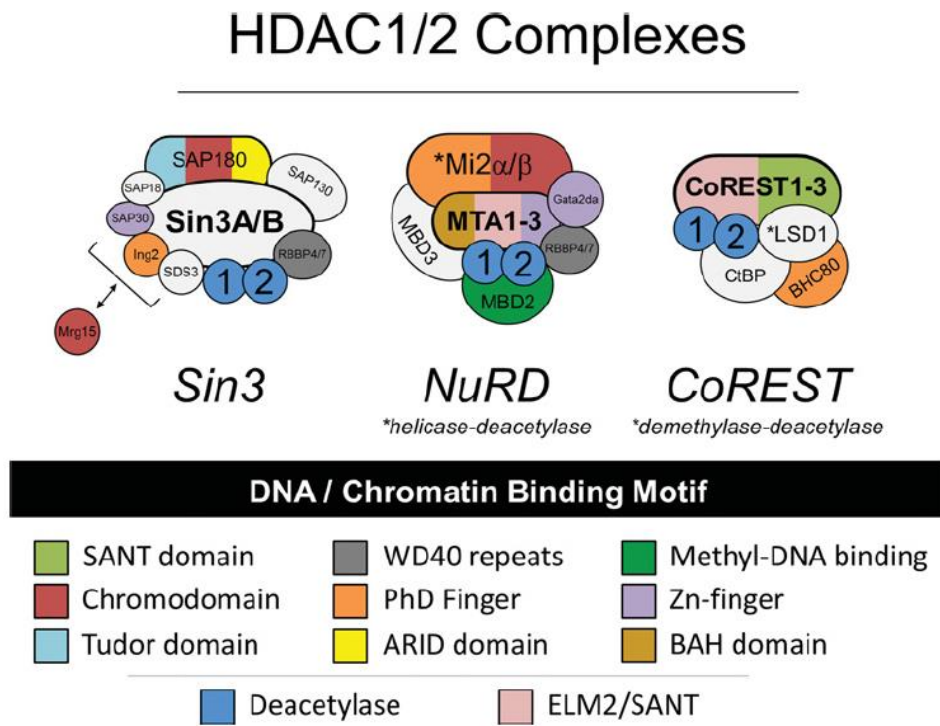 HDAC1/2 Complexes
SAP180
SAP18
SAP130
SAP30
Sin3A/B
Ing2
SDS3
1
2
RBBP4/7
Mrg15
*Mi2α/β
Gata2da
MTA1-3
MBD3
RBBP4/7
1
2
MBD2
CoREST1-3
1
2
*LSD1
CtBP
BHC80
Sin3
NuRD
CoREST
*helicase-deacetylase
*demethylase-deacetylase
DNA / Chromatin Binding Motif
SANT domain
WD40 repeats
Methyl-DNA binding
Chromodomain
PhD Finger
Zn-finger
Tudor domain
ARID domain
BAH domain
Deacetylase
ELM2/SANT